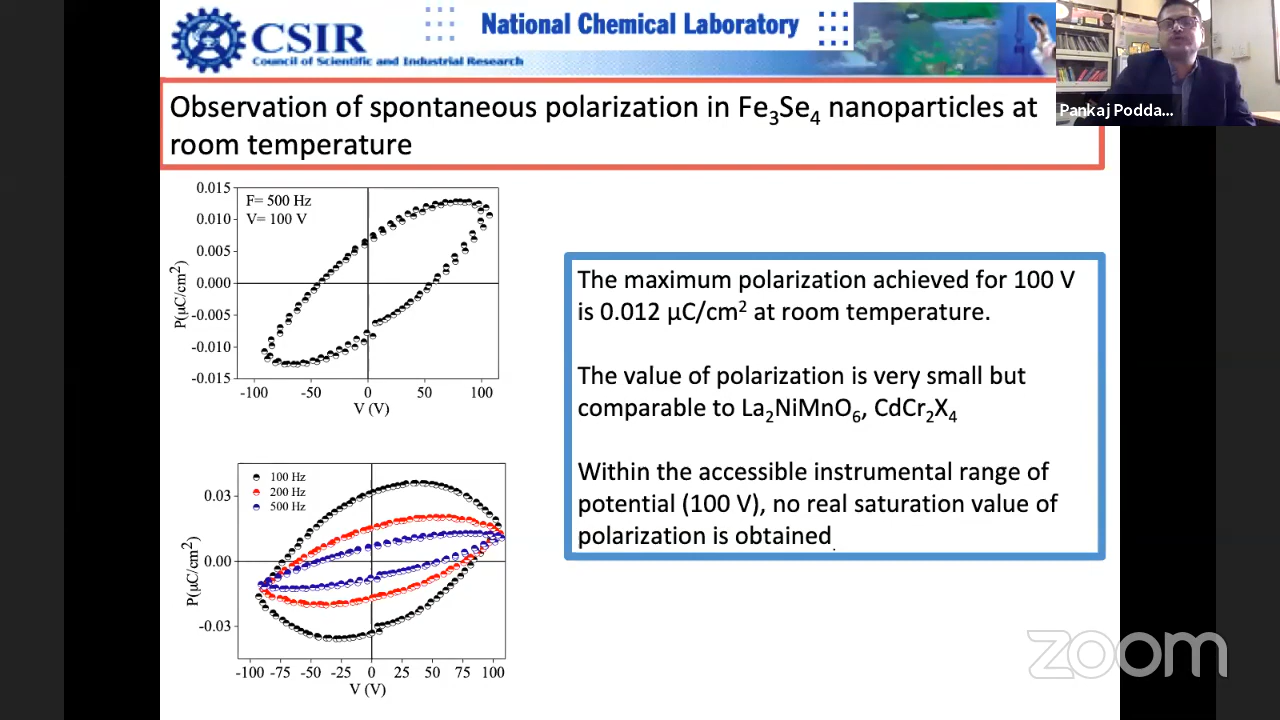 CSIR
Council of Scientific and Industrial Research
National Chemical Laboratory
Pankaj Podda...
Observation of spontaneous polarization in Fe₃Se₄ nanoparticles at
room temperature
F= 500 Hz
V= 100 V
0.015
0.010
0.005
0.000
-0.005
-0.010
-0.015
P(μC/cm²)
-100 -50 0 50 100
V (V)
The maximum polarization achieved for 100 V
is 0.012 μC/cm² at room temperature.
The value of polarization is very small but
comparable to La₂NiMnO₆, CdCr₂X₄
Within the accessible instrumental range of
potential (100 V), no real saturation value of
polarization is obtained
100 Hz
200 Hz
500 Hz
0.03
0.00
-0.03
P(μC/cm²)
-100 -75 -50 -25 0 25 50 75 100
V (V)
zoom